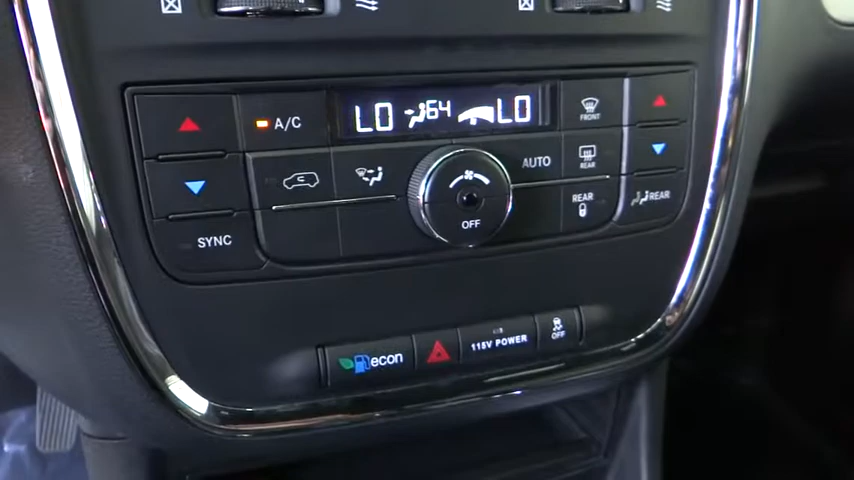 LO 64 LO
A/C
FRONT
AUTO
REAR
SYNC
OFF
REAR
REAR
econ
115V POWER
OFF